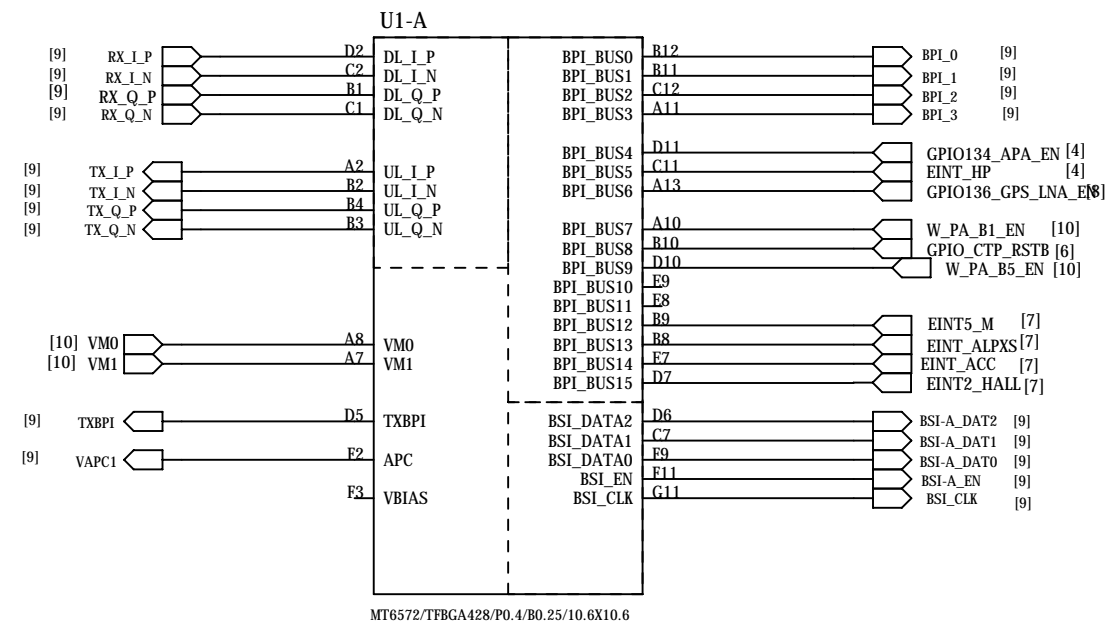 U1-A
[9] RX_I_P D2 DL_I_P BPI_BUS0 B12 BPI_0 [9]
[9] RX_I_N C2 DL_I_N BPI_BUS1 B11 BPI_1 [9]
[9] RX_Q_P B1 DL_Q_P BPI_BUS2 C12 BPI_2 [9]
[9] RX_Q_N C1 DL_Q_N BPI_BUS3 A11 BPI_3 [9]
BPI_BUS4 D11 GPIO134_APA_EN [4]
[9] TX_I_P A2 UL_I_P BPI_BUS5 C11 EINT_HP [4]
[9] TX_I_N B2 UL_I_N BPI_BUS6 A13 GPIO136_GPS_LNA_EN [8]
[9] TX_Q_P B4 UL_Q_P
[9] TX_Q_N B3 UL_Q_N BPI_BUS7 A10 W_PA_B1_EN [10]
BPI_BUS8 B10 GPIO_CTP_RSTB [6]
BPI_BUS9 D10 W_PA_B5_EN [10]
BPI_BUS10 E9
BPI_BUS11 E8
BPI_BUS12 B9 EINT5_M [7]
[10] VM0 A8 VM0 BPI_BUS13 B8 EINT_ALPXS [7]
[10] VM1 A7 VM1 BPI_BUS14 E7 EINT_ACC [7]
BPI_BUS15 D7 EINT2_HALL [7]
[9] TXBPI D5 TXBPI BSI_DATA2 D6 BSI-A_DAT2 [9]
BSI_DATA1 C7 BSI-A_DAT1 [9]
[9] VAPC1 F2 APC BSI_DATA0 F9 BSI-A_DAT0 [9]
BSI_EN F11 BSI-A_EN [9]
F3 VBIAS BSI_CLK G11 BSI_CLK [9]
MT6572/TFBGA428/P0.4/B0.25/10.6X10.6